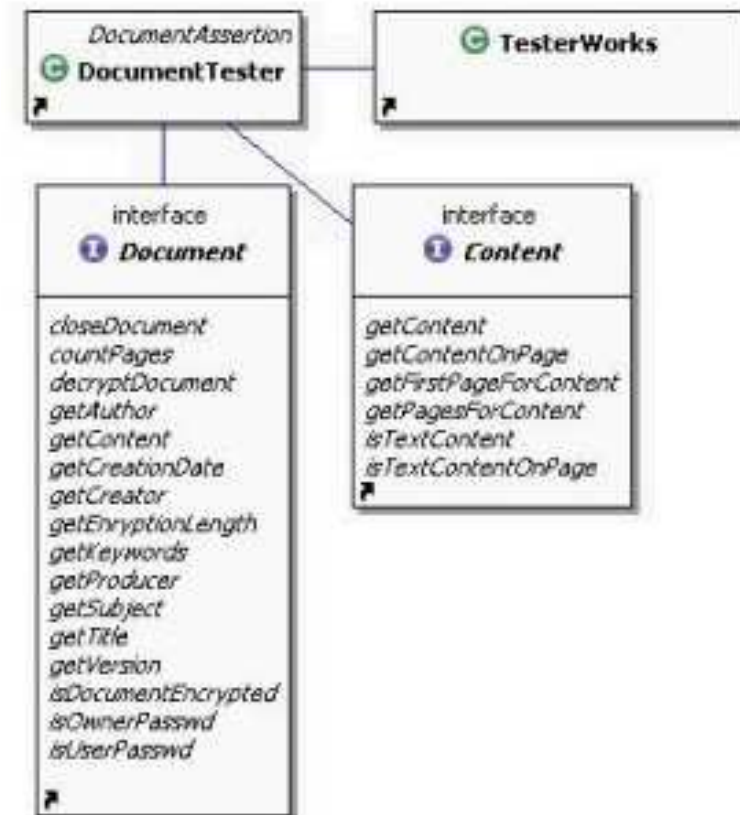 DocumentAssertion
DocumentTester
TesterWorks
interface
Document
closeDocument
countPages
decryptDocument
getAuthor
getContent
getCreationDate
getCreator
getEnryptionLength
getKeywords
getProducer
getSubject
getTitle
getVersion
isDocumentEncrypted
isOwnerPasswd
isUserPasswd
interface
Content
getContent
getContentOnPage
getFirstPageForContent
getPagesForContent
isTextContent
isTextContentOnPage